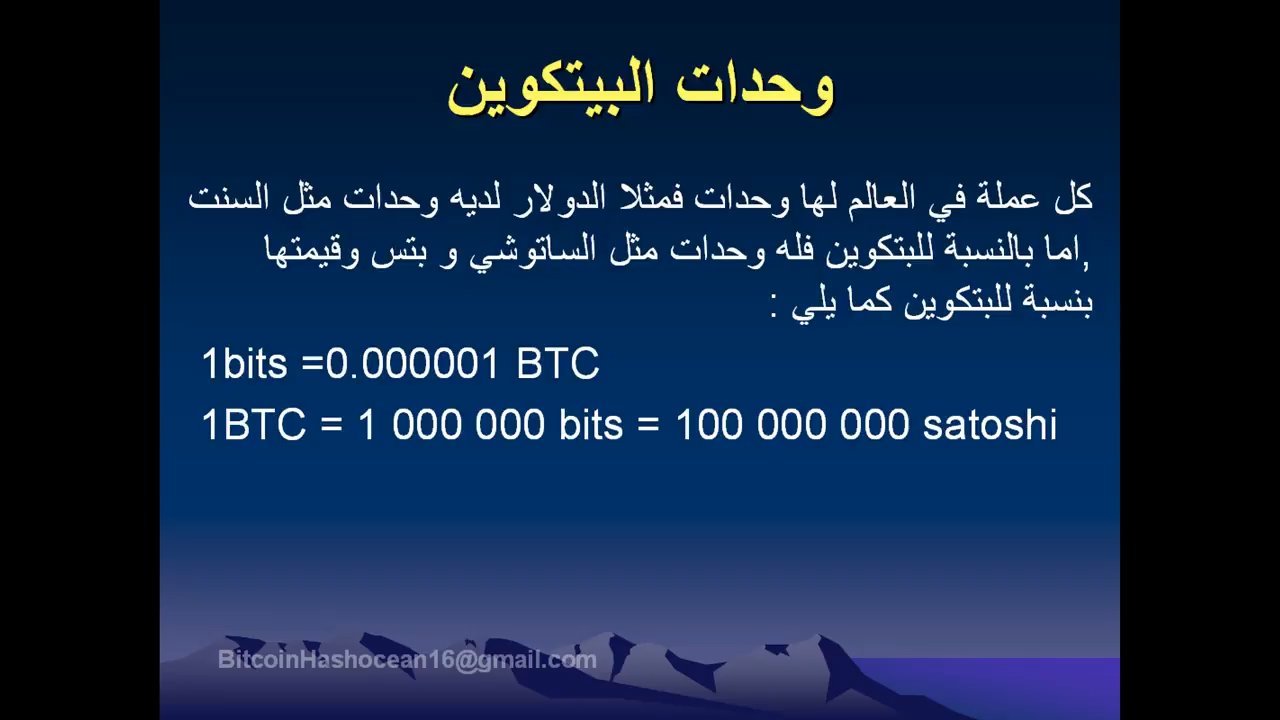 وحدات البيتكوين
كل عملة في العالم لها وحدات فمثلا الدولار لديه وحدات مثل السنت
,اما بالنسبة للبتكوين فله وحدات مثل الساتوشي و بتس وقيمتها
بنسبة للبتكوين كما يلي :
1bits =0.000001 BTC
1BTC = 1 000 000 bits = 100 000 000 satoshi
BitcoinHashocean16@gmail.com